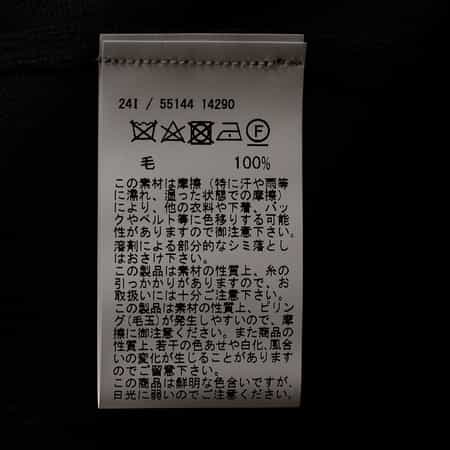 24I / 55144 14290
毛 100%
この素材は摩擦(特に汗や雨等
に濡れ、湿った状態での摩擦)
により、他の衣料や下着、バッ
グやベルト等に色移りする可能
性がありますので御注意下さい。
溶剤による部分的なシミ落とし
はおさけ下さい。
この製品は素材の性質上、糸の
引っかかりがありますので、お
取扱いには十分ご注意下さい。
この製品は素材の性質上、ピリン
グ(毛玉)が発生しやすいので、摩
擦に御注意ください。また商品の
性質上、若干の色あせや白化、風合
いの変化が生じることがあります
のでご留意下さい。
この商品は鮮明な色合いですが、
日光に弱いのでご注意ください。